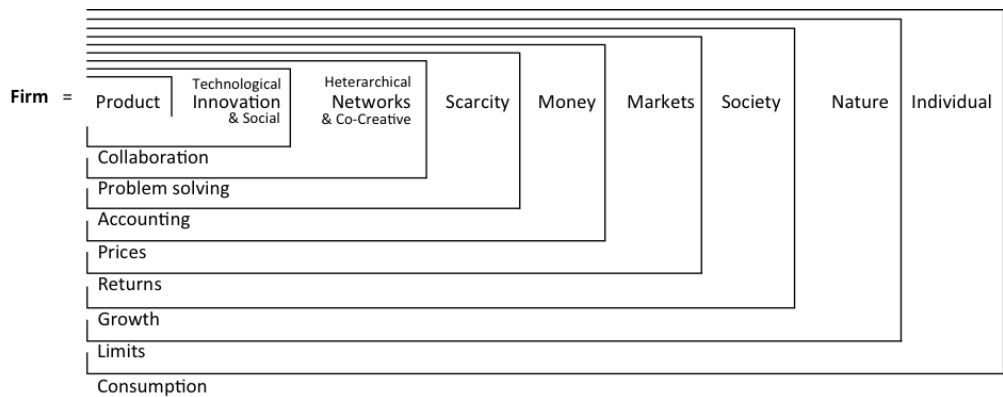 Firm = Product Technological Innovation & Social Heterarchical Networks & Co-Creative Scarcity Money Markets Society Nature Individual
Collaboration
Problem solving
Accounting
Prices
Returns
Growth
Limits
Consumption